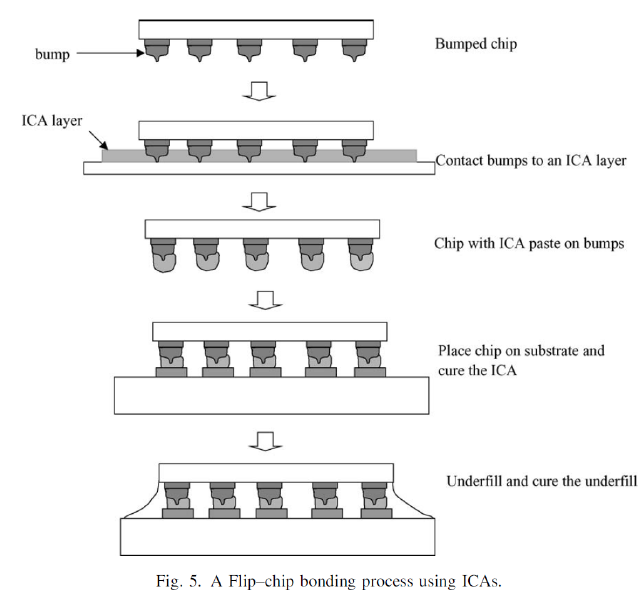 Bumped chip
bump
ICA layer
Contact bumps to an ICA layer
Chip with ICA paste on bumps
Place chip on substrate and
cure the ICA
Underfill and cure the underfill
Fig. 5. A Flip–chip bonding process using ICAs.